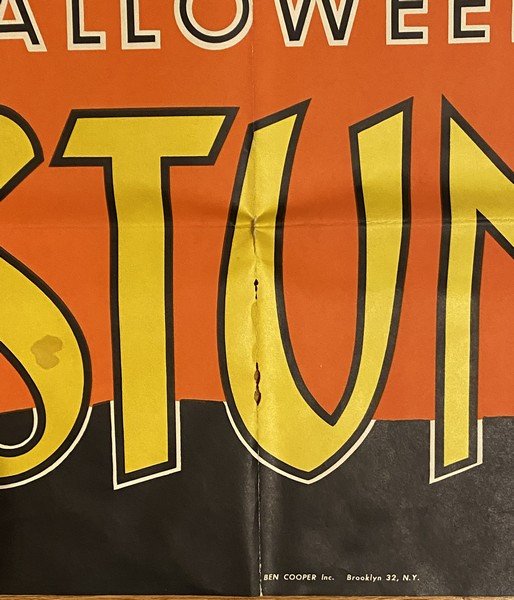 ALLOWEE
STUN
BEN COOPER Inc. Brooklyn 32, N.Y.